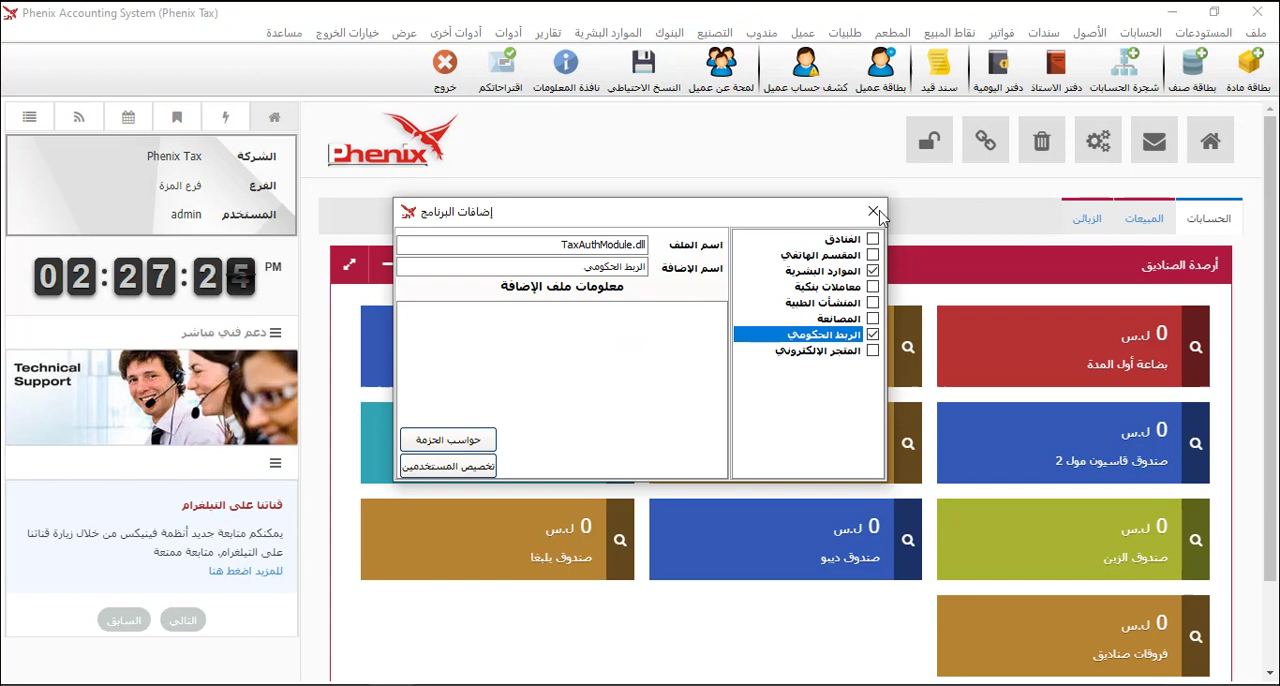 Phenix Accounting System (Phenix Tax)
ملف المستودعات الحسابات الأصول سندات فواتير نقاط المبيع المطعم طلبيات عميل مندوب التصنيع البنوك الموارد البشرية تقارير أدوات أدوات أخرى عرض خيارات الخروج مساعدة
بطاقة مادة بطاقة صنف شجرة الحسابات دفتر الاستاذ دفتر اليومية سند قيد بطاقة عميل كشف حساب عميل لمحة عن عميل النسخ الاحتياطي نافذة المعلومات اقتراحاتكم خروج
الشركة Phenix Tax
الفرع فرع المزة
المستخدم admin
02:27:25 PM
دعم فني مباشر
Technical
Support
قناتنا على التيلغرام
يمكنكم متابعة جديد أنظمة فينيكس من خلال زيارة قناتنا
على التيلغرام, متابعة ممتعة
للمزيد اضغط هنا
التالي السابق
Phenix
الحسابات المبيعات الزبائن
أرصدة الصناديق
إضافات البرنامج
اسم الملف TaxAuthModule.dll
اسم الإضافة الربط الحكومي
معلومات ملف الإضافة
حواسب الحزمة
تخصيص المستخدمين
الفنادق
المقسم الهاتفي
الموارد البشرية
معاملات بنكية
المنشآت الطبية
المصانعة
الربط الحكومي
المتجر الإلكتروني
0 ل.س
بضاعة أول المدة
0 ل.س
صندوق قاسيون مول 2
0 ل.س
صندوق الزين
0 ل.س
صندوق ديبو
0 ل.س
صندوق يلبغا
0 ل.س
فروقات صناديق